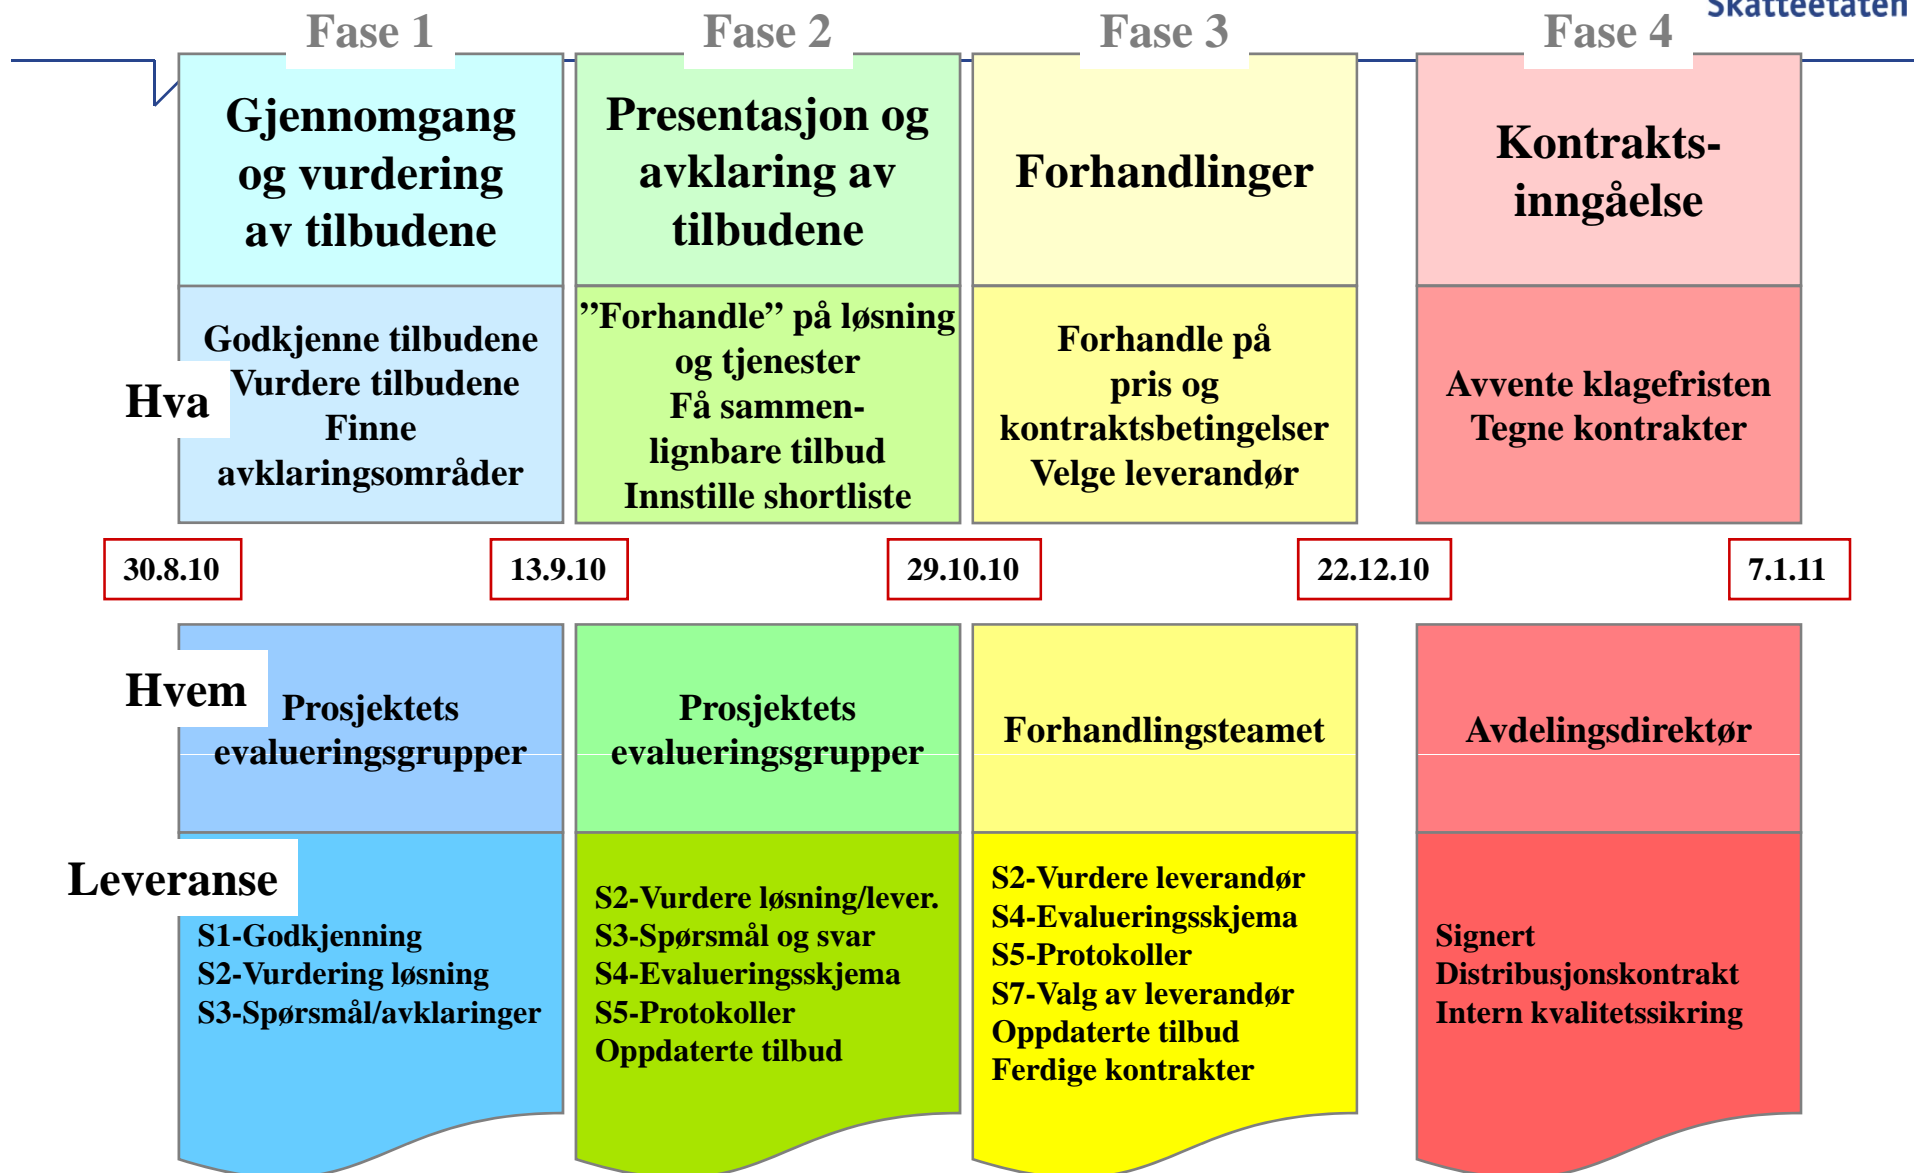 Skatteetaten
Fase 1
Fase 2
Fase 3
Fase 4
Gjennomgang
og vurdering
av tilbudene
Presentasjon og
avklaring av
tilbudene
Forhandlinger
Kontrakts-
inngåelse
Hva
Godkjenne tilbudene
Vurdere tilbudene
Finne
avklaringsområder
”Forhandle” på løsning
og tjenester
Få sammen-
lignbare tilbud
Innstille shortliste
Forhandle på
pris og
kontraktsbetingelser
Velge leverandør
Avvente klagefristen
Tegne kontrakter
30.8.10
13.9.10
29.10.10
22.12.10
7.1.11
Hvem
Prosjektets
evalueringsgrupper
Prosjektets
evalueringsgrupper
Forhandlingsteamet
Avdelingsdirektør
Leveranse
S1-Godkjenning
S2-Vurdering løsning
S3-Spørsmål/avklaringer
S2-Vurdere løsning/lever.
S3-Spørsmål og svar
S4-Evalueringsskjema
S5-Protokoller
Oppdaterte tilbud
S2-Vurdere leverandør
S4-Evalueringsskjema
S5-Protokoller
S7-Valg av leverandør
Oppdaterte tilbud
Ferdige kontrakter
Signert
Distribusjonskontrakt
Intern kvalitetssikring